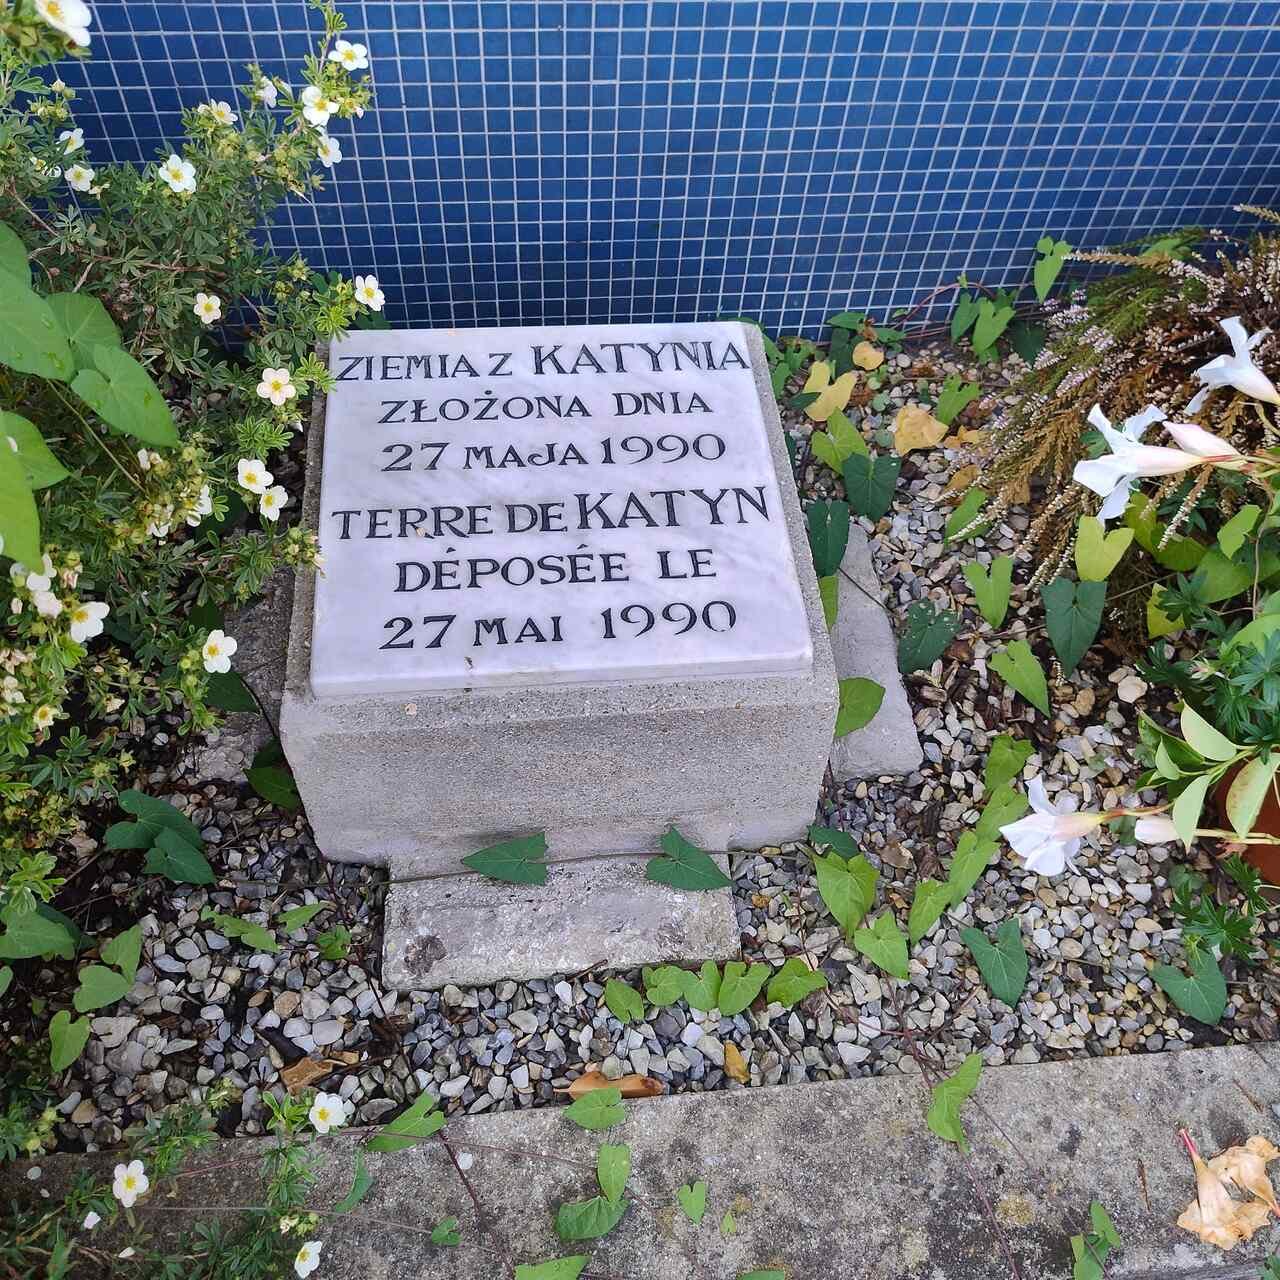 ZIEMIA Z KATYNIA
ZŁOŻONA DNIA
27 MAJA 1990
TERRE DE KATYN
DÉPOSÉE LE
27 MAI 1990